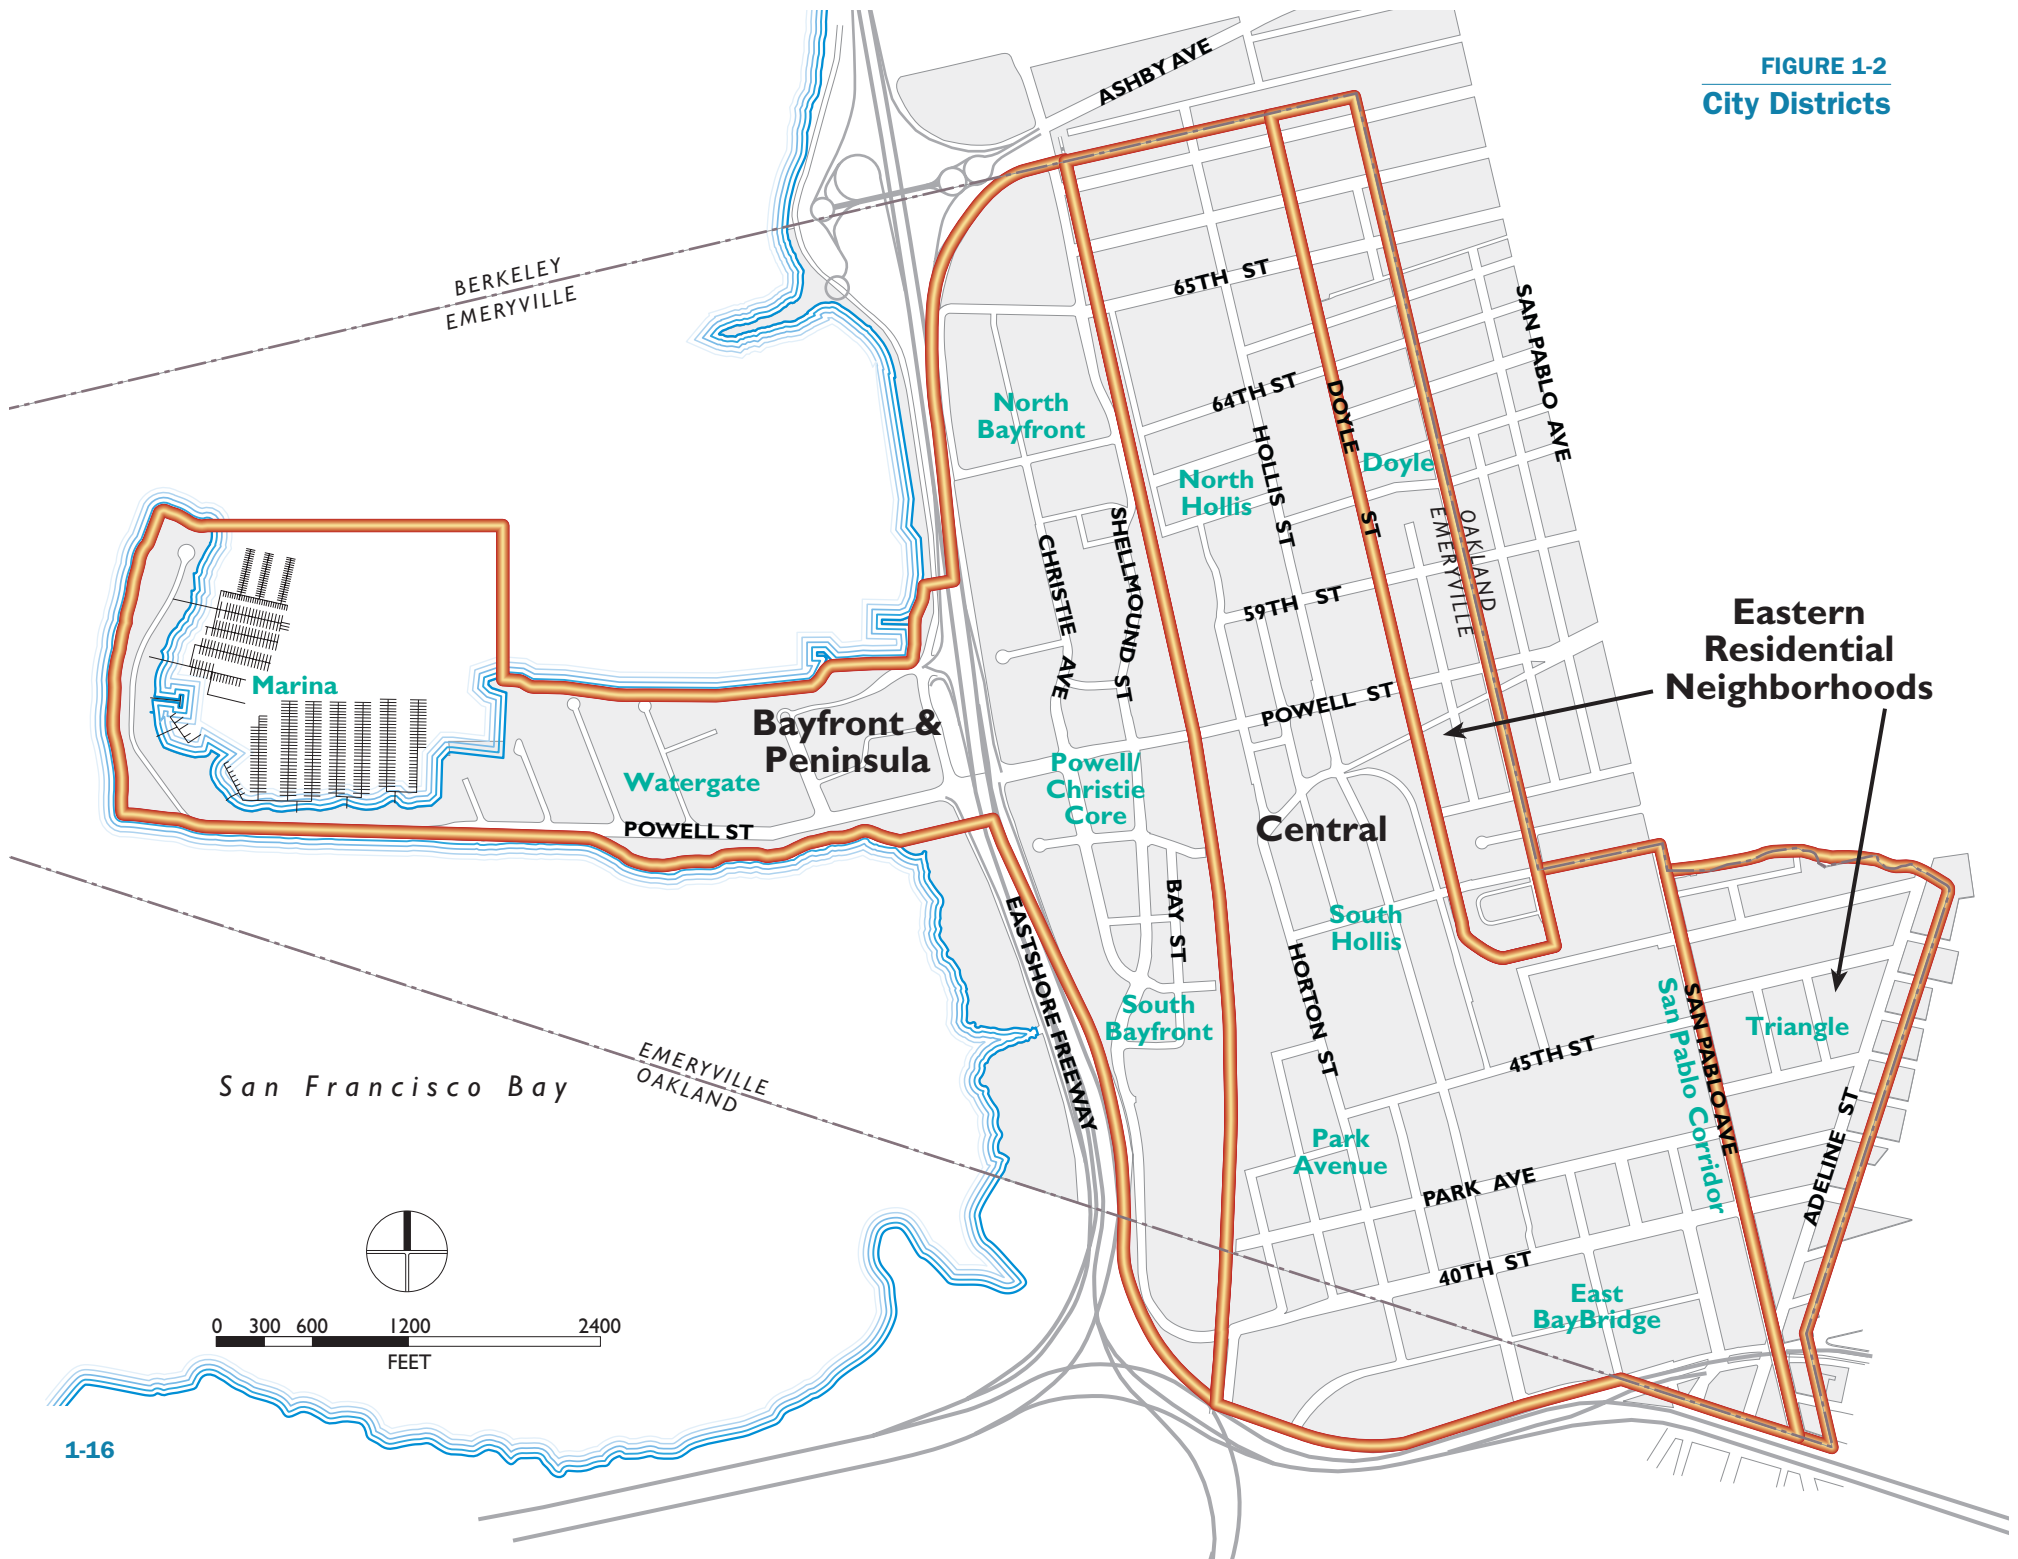 FIGURE 1-2
City Districts
ASHBY AVE
BERKELEY
EMERYVILLE
65TH ST
SAN PABLO AVE
64TH ST
DOYLE ST
HOLLIS ST
North
Bayfront
North
Hollis
Doyle
OAKLAND
EMERYVILLE
SHELLMOUND ST
CHRISTIE AVE
59TH ST
Eastern
Residential
Neighborhoods
Marina
POWELL ST
Bayfront &
Peninsula
Watergate
Powell/
Christie
Core
POWELL ST
Central
BAY ST
EASTSHORE FREEWAY
South
Hollis
HORTON ST
South
Bayfront
SAN PABLO AVE
San Pablo Corridor
Triangle
45TH ST
EMERYVILLE
OAKLAND
San Francisco Bay
ADELINE ST
Park
Avenue
PARK AVE
40TH ST
East
BayBridge
0 300 600 1200 2400
FEET
1-16